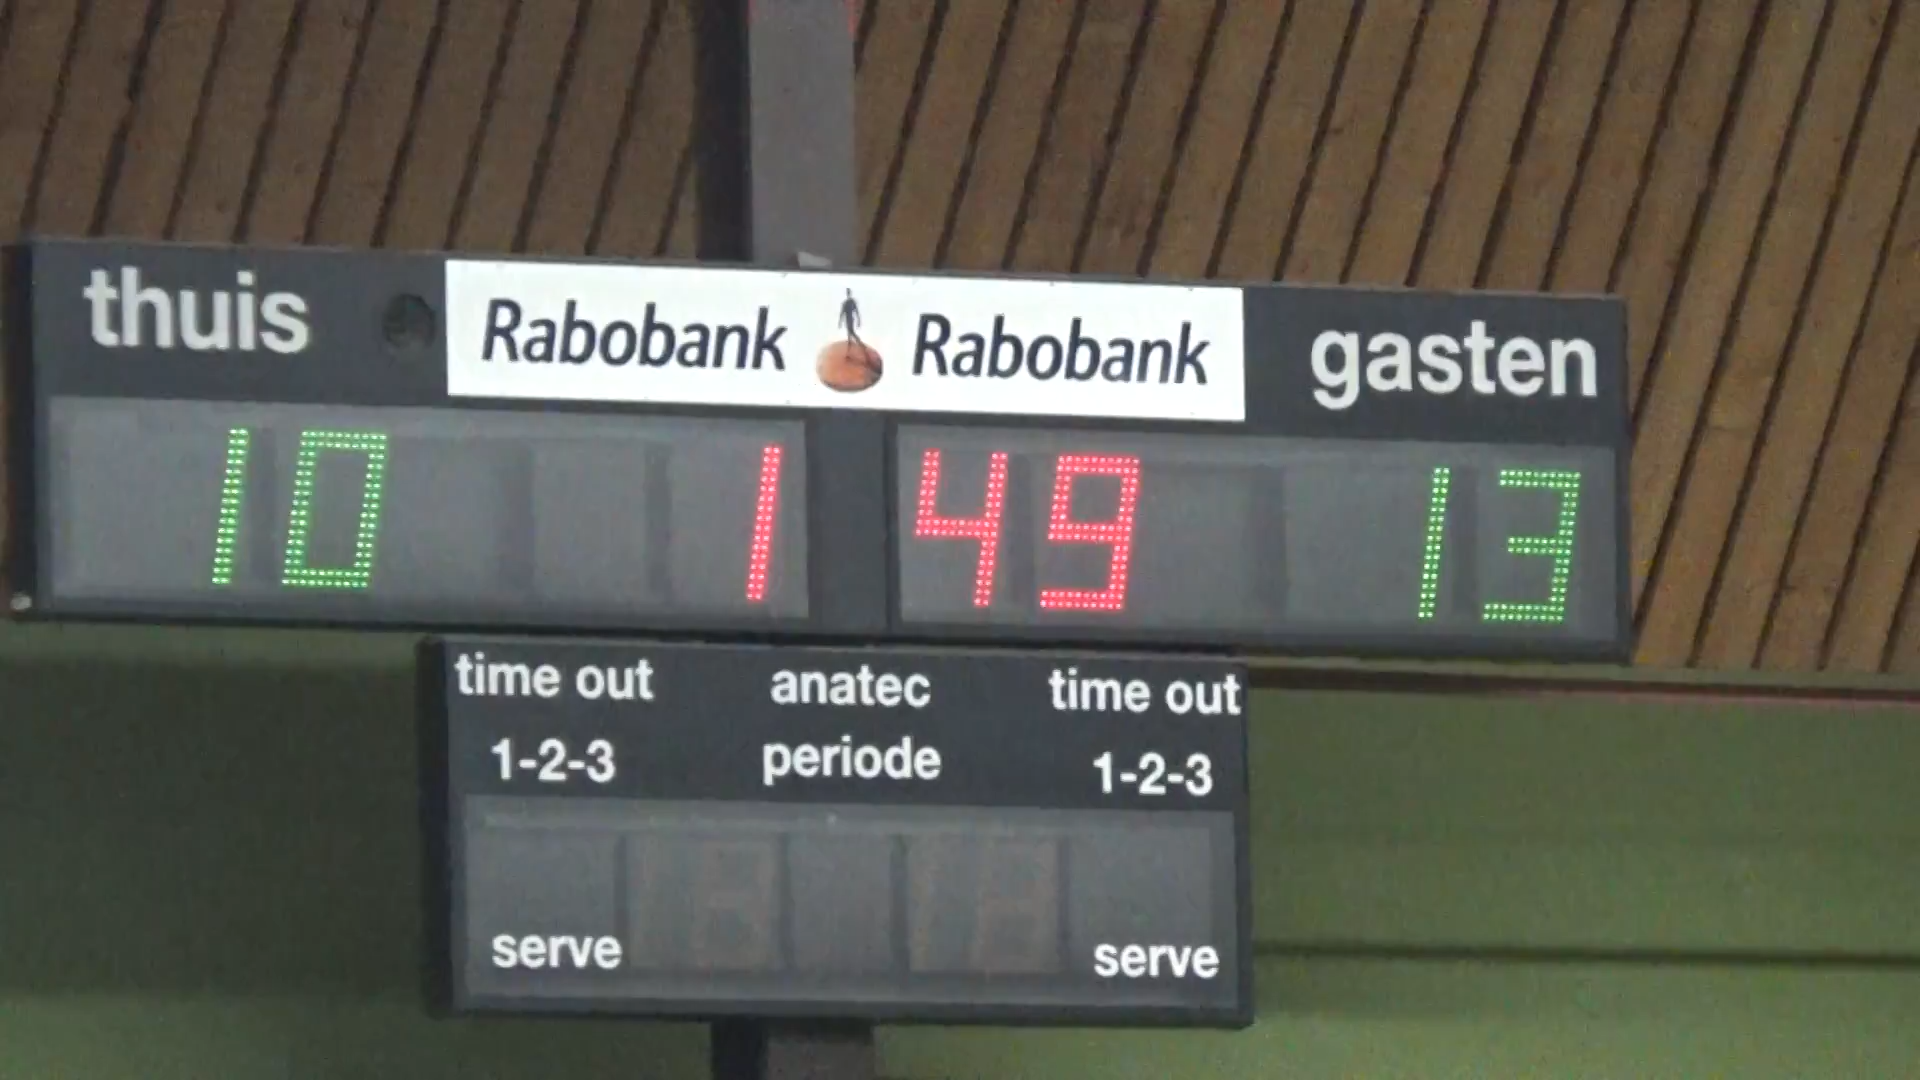 thuis Rabobank Rabobank gasten
10 1 49 13
time out anatec time out
1-2-3 periode 1-2-3
serve serve